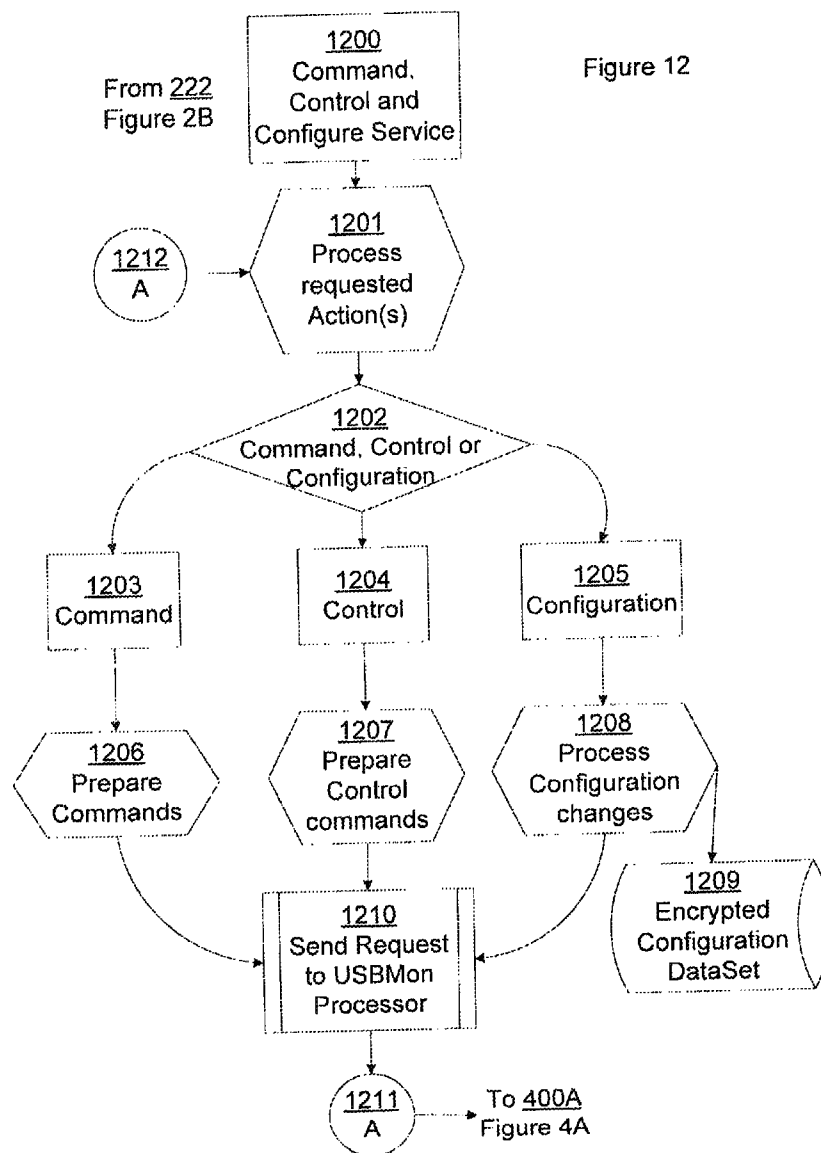 1200
Command,
Control and
Configure Service
From 222
Figure 2B
Figure 12
1201
Process
requested
Action(s)
1212
A
1202
Command, Control or
Configuration
1203
Command
1204
Control
1205
Configuration
1206
Prepare
Commands
1207
Prepare
Control
commands
1208
Process
Configuration
changes
1209
Encrypted
Configuration
DataSet
1210
Send Request
to USBMon
Processor
1211
A
To 400A
Figure 4A